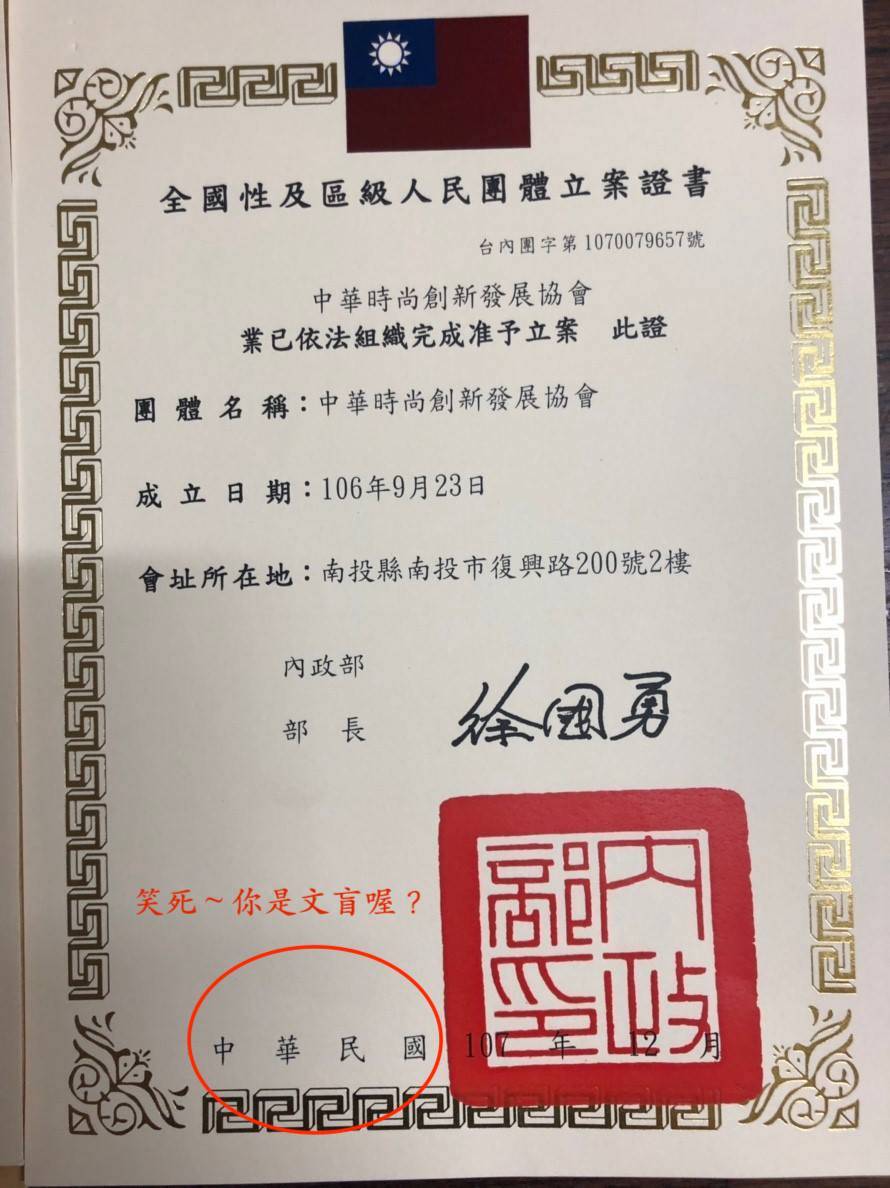 全國性及區級人民團體立案證書
台內團字第1070079657號
中華時尚創新發展協會
業已依法組織完成准予立案 此證
團體名稱：中華時尚創新發展協會
成立日期：106年9月23日
會址所在地：南投縣南投市復興路200號2樓
內政部
部長 徐國勇
內政部印
笑死～你是文盲喔？
中華民國 107 年 12 月